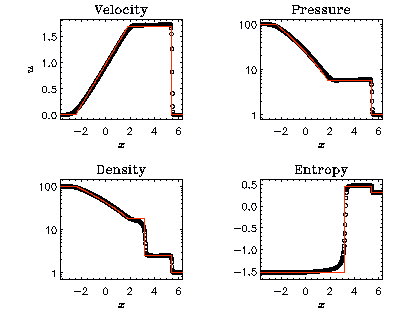 Velocity
Pressure
u
1.5
1.0
0.5
0.0
100
10
1
−2 0 2 4 6
−2 0 2 4 6
x
x
Density
Entropy
100
10
1
0.5
0.0
−0.5
−1.0
−1.5
−2 0 2 4 6
−2 0 2 4 6
x
x